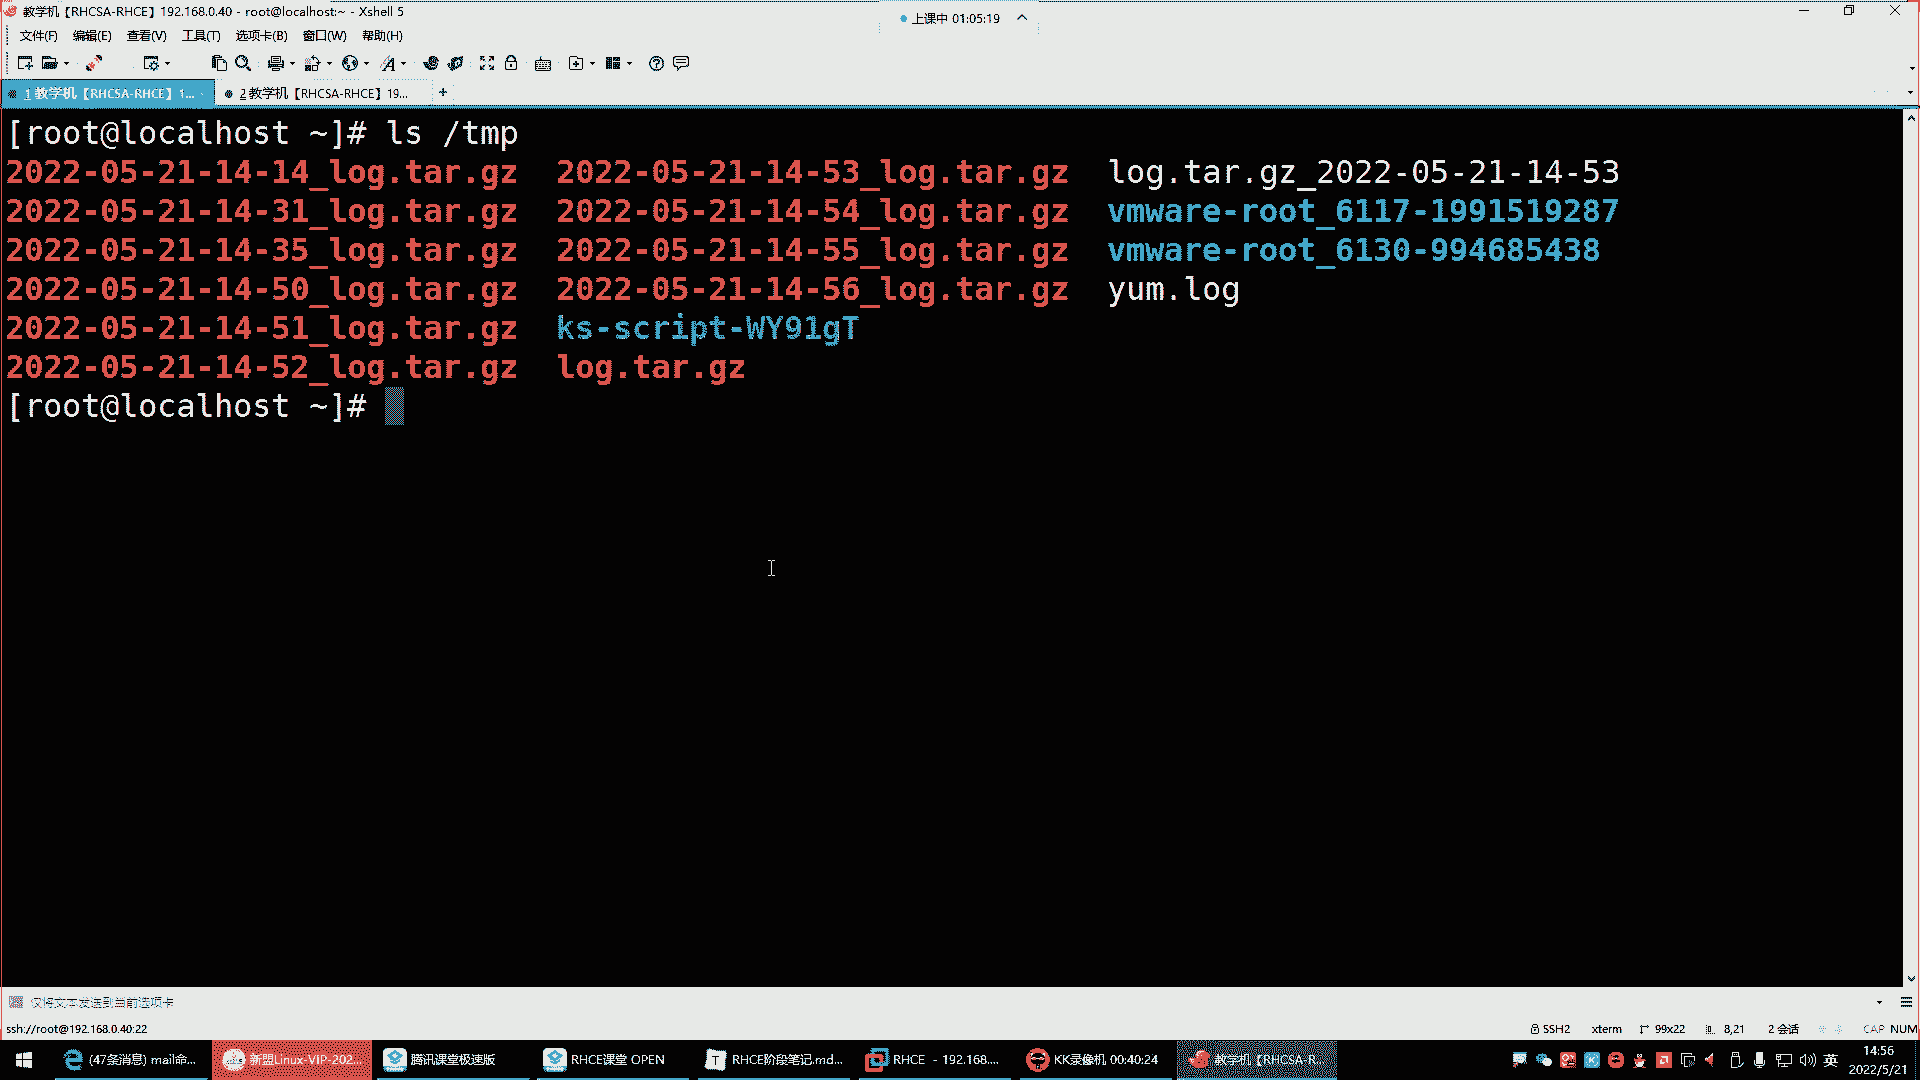 教学机【RHCSA-RHCE】192.168.0.40 - root@localhost:~ - Xshell 5
上课中 01:05:19
文件(F) 编辑(E) 查看(V) 工具(T) 选项卡(B) 窗口(W) 帮助(H)
1 教学机【RHCSA-RHCE】1... 2 教学机【RHCSA-RHCE】19... +
[root@localhost ~]# ls /tmp
2022-05-21-14-14_log.tar.gz 2022-05-21-14-53_log.tar.gz log.tar.gz_2022-05-21-14-53
2022-05-21-14-31_log.tar.gz 2022-05-21-14-54_log.tar.gz vmware-root_6117-1991519287
2022-05-21-14-35_log.tar.gz 2022-05-21-14-55_log.tar.gz vmware-root_6130-994685438
2022-05-21-14-50_log.tar.gz 2022-05-21-14-56_log.tar.gz yum.log
2022-05-21-14-51_log.tar.gz ks-script-WY91gT
2022-05-21-14-52_log.tar.gz log.tar.gz
[root@localhost ~]#
仅将文本发送到当前选项卡
ssh://root@192.168.0.40:22 SSH2 xterm 99x22 8,21 2 会话 CAP NUM
(47条消息) mail命... 新盟Linux-VIP-202... 腾讯课堂极速版 RHCE课堂 OPEN RHCE阶段笔记.md... RHCE - 192.168.... KK录像机 00:40:24 教学机【RHCSA-R... 英 14:56
2022/5/21